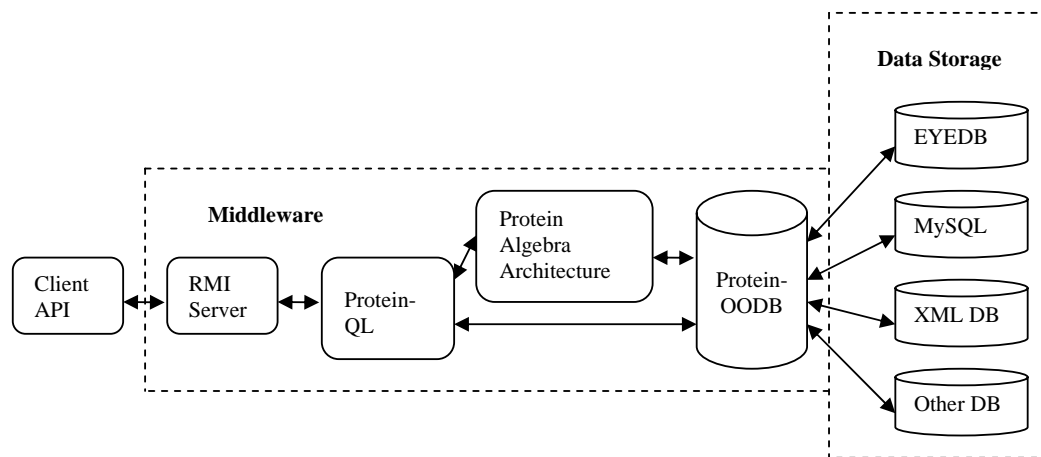 Data Storage
EYEDB
MySQL
XML DB
Other DB
Middleware
Client
API
RMI
Server
Protein-
QL
Protein
Algebra
Architecture
Protein-
OODB